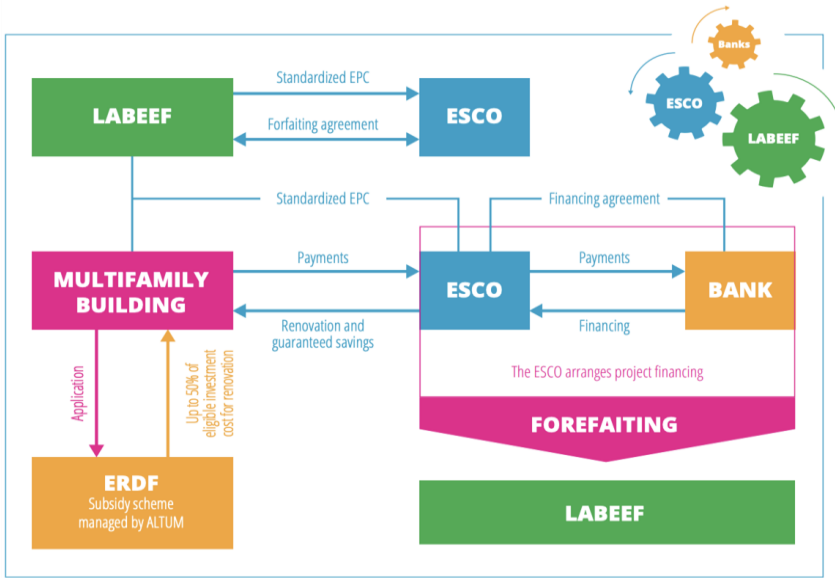 Banks
ESCO
LABEEF
LABEEF
Standardized EPC
Forfaiting agreement
ESCO
Standardized EPC
Financing agreement
MULTIFAMILY
BUILDING
Payments
Renovation and
guaranteed savings
ESCO
Payments
Financing
BANK
The ESCO arranges project financing
Application
Up to 50% of
eligible investment
cost for renovation
FOREFAITING
ERDF
Subsidy scheme
managed by ALTUM
LABEEF